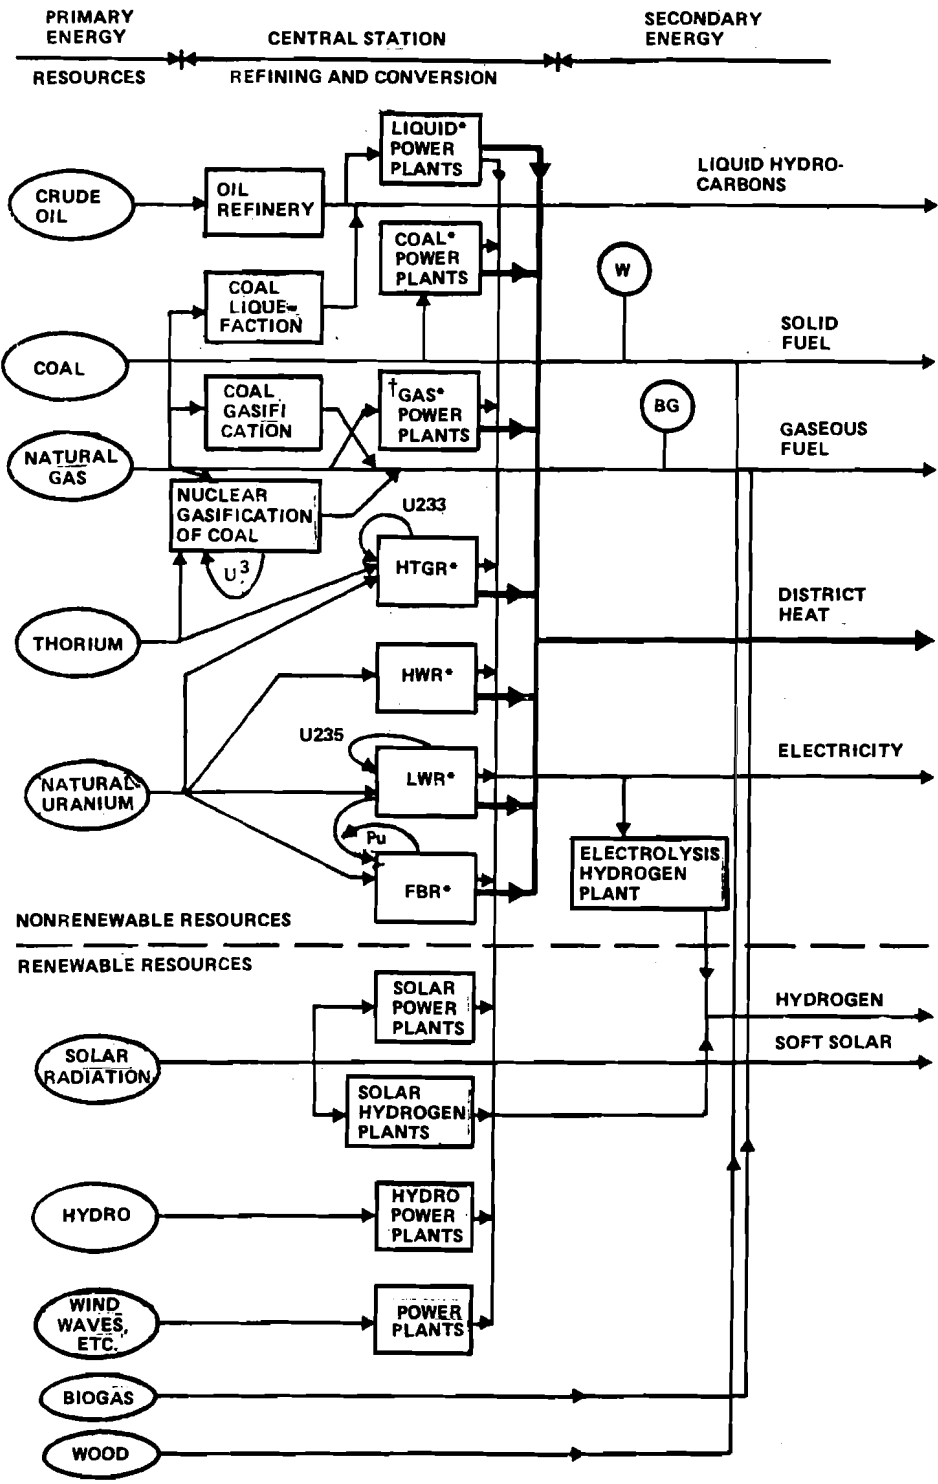 PRIMARY
ENERGY
RESOURCES
CENTRAL STATION
REFINING AND CONVERSION
SECONDARY
ENERGY
LIQUID*
POWER
PLANTS
LIQUID HYDRO-
CARBONS
CRUDE
OIL
OIL
REFINERY
COAL*
POWER
PLANTS
W
COAL
LIQUE-
FACTION
SOLID
FUEL
COAL
COAL
GASIFI
CATION
†GAS*
POWER
PLANTS
BG
GASEOUS
FUEL
NATURAL
GAS
NUCLEAR
GASIFICATION
OF COAL
U233
HTGR*
U3
DISTRICT
HEAT
THORIUM
HWR*
U235
ELECTRICITY
LWR*
NATURAL
URANIUM
Pu
ELECTROLYSIS
HYDROGEN
PLANT
FBR*
NONRENEWABLE RESOURCES
RENEWABLE RESOURCES
SOLAR
POWER
PLANTS
HYDROGEN
SOFT SOLAR
SOLAR
RADIATION
SOLAR
HYDROGEN
PLANTS
HYDRO
HYDRO
POWER
PLANTS
WIND
WAVES,
ETC.
POWER
PLANTS
BIOGAS
WOOD